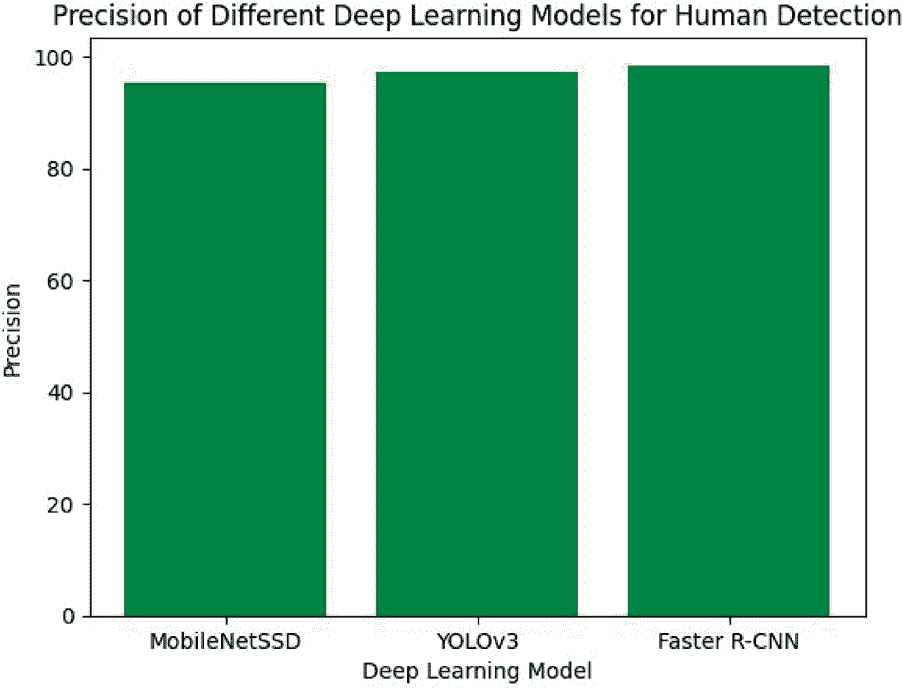 Precision of Different Deep Learning Models for Human Detection
100
80
60
40
20
0
Precision
MobileNetSSD
YOLOv3
Faster R-CNN
Deep Learning Model